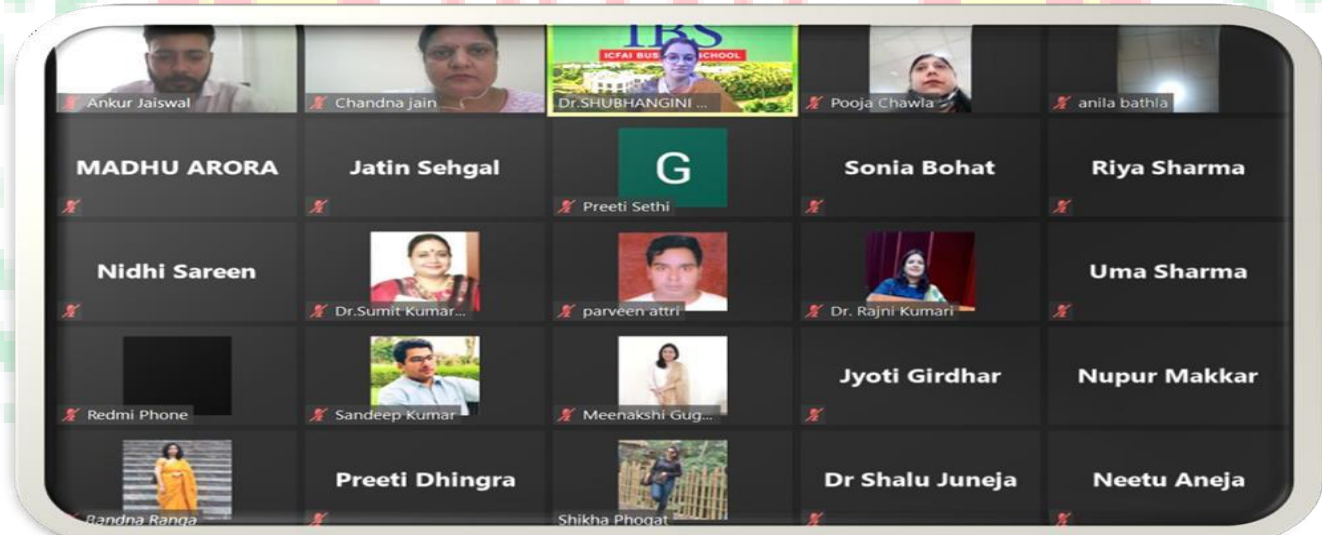 IBS
ICFAI BUS SCHOOL
Ankur Jaiswal
Chandna jain
Dr.SHUBHANGINI ...
Pooja Chawla
anila bathla
MADHU ARORA
Jatin Sehgal
G
Preeti Sethi
Sonia Bohat
Riya Sharma
Nidhi Sareen
Dr.Sumit Kumar...
parveen attri
Dr. Rajni Kumari
Uma Sharma
Redmi Phone
Sandeep Kumar
Meenakshi Gug...
Jyoti Girdhar
Nupur Makkar
Bandna Ranga
Preeti Dhingra
Shikha Phogat
Dr Shalu Juneja
Neetu Aneja